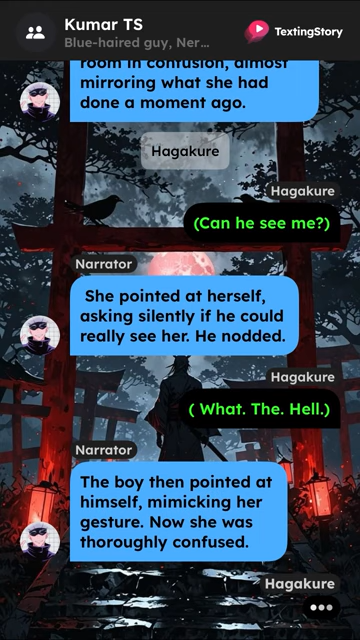 Kumar TS
Blue-haired guy, Ner...
TextingStory
room in confusion, almost
mirroring what she had
done a moment ago.
Hagakure
Hagakure
(Can he see me?)
Narrator
She pointed at herself,
asking silently if he could
really see her. He nodded.
Hagakure
( What. The. Hell.)
Narrator
The boy then pointed at
himself, mimicking her
gesture. Now she was
thoroughly confused.
Hagakure